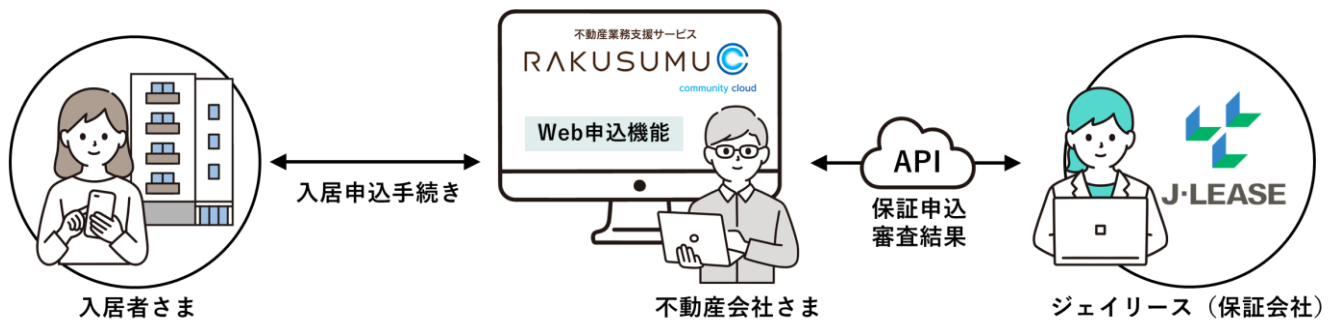 不動産業務支援サービス
RAKUSUMU C
community cloud
Web申込機能
入居申込手続き
API
保証申込
審査結果
J·LEASE
入居者さま
不動産会社さま
ジェイリース（保証会社）